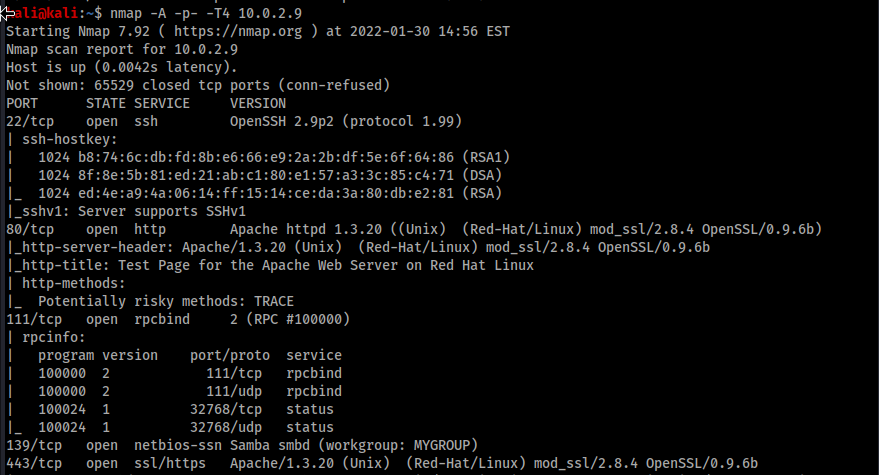 kali@kali:~$ nmap -A -p- -T4 10.0.2.9
Starting Nmap 7.92 ( https://nmap.org ) at 2022-01-30 14:56 EST
Nmap scan report for 10.0.2.9
Host is up (0.0042s latency).
Not shown: 65529 closed tcp ports (conn-refused)
PORT      STATE SERVICE     VERSION
22/tcp    open  ssh         OpenSSH 2.9p2 (protocol 1.99)
| ssh-hostkey:
|   1024 b8:74:6c:db:fd:8b:e6:66:e9:2a:2b:df:5e:6f:64:86 (RSA1)
|   1024 8f:8e:5b:81:ed:21:ab:c1:80:e1:57:a3:3c:85:c4:71 (DSA)
|_  1024 ed:4e:a9:4a:06:14:ff:15:14:ce:da:3a:80:db:e2:81 (RSA)
|_sshv1: Server supports SSHv1
80/tcp    open  http        Apache httpd 1.3.20 ((Unix)  (Red-Hat/Linux) mod_ssl/2.8.4 OpenSSL/0.9.6b)
|_http-server-header: Apache/1.3.20 (Unix)  (Red-Hat/Linux) mod_ssl/2.8.4 OpenSSL/0.9.6b
|_http-title: Test Page for the Apache Web Server on Red Hat Linux
| http-methods:
|_  Potentially risky methods: TRACE
111/tcp   open  rpcbind     2 (RPC #100000)
| rpcinfo:
|   program version    port/proto  service
|   100000  2            111/tcp   rpcbind
|   100000  2            111/udp   rpcbind
|   100024  1          32768/tcp   status
|_  100024  1          32768/udp   status
139/tcp   open  netbios-ssn Samba smbd (workgroup: MYGROUP)
443/tcp   open  ssl/https   Apache/1.3.20 (Unix)  (Red-Hat/Linux) mod_ssl/2.8.4 OpenSSL/0.9.6b